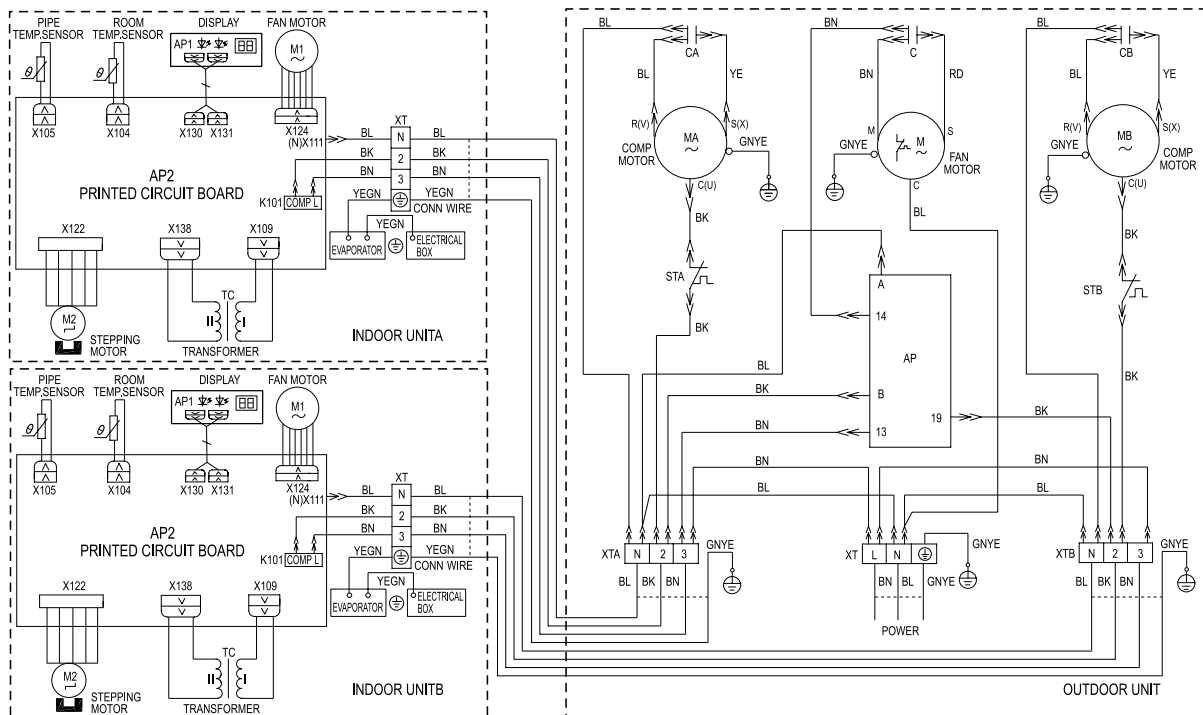 PIPE TEMP.SENSOR
ROOM TEMP.SENSOR
DISPLAY
FAN MOTOR
AP1
M1
~
θ
θ
X105
X104
X130
X131
X124
(N)X111
BL
XT
N
BL
BK
2
BK
BN
3
BN
K101
COMP L
YEGN
YEGN
CONN WIRE
YEGN
EVAPORATOR
ELECTRICAL BOX
AP2
PRINTED CIRCUIT BOARD
X122
X138
X109
M2
TC
II
I
STEPPING MOTOR
TRANSFORMER
INDOOR UNITA
PIPE TEMP.SENSOR
ROOM TEMP.SENSOR
DISPLAY
FAN MOTOR
AP1
M1
~
θ
θ
X105
X104
X130
X131
X124
(N)X111
BL
XT
N
BL
BK
2
BK
BN
3
BN
K101
COMP L
YEGN
YEGN
CONN WIRE
YEGN
EVAPORATOR
ELECTRICAL BOX
AP2
PRINTED CIRCUIT BOARD
X122
X138
X109
M2
TC
II
I
STEPPING MOTOR
TRANSFORMER
INDOOR UNITB
BL
CA
BL
YE
R(V)
S(X)
MA
~
COMP MOTOR
GNYE
C(U)
BK
STA
BK
BN
C
BN
RD
M
S
GNYE
M
~
FAN MOTOR
C
BL
BL
CB
BL
YE
R(V)
S(X)
GNYE
MB
~
COMP MOTOR
C(U)
BK
STB
BK
A
14
AP
B
19
13
BL
BK
BN
BK
BN
BL
BN
BL
XTA
N
2
3
GNYE
BL
BK
BN
XT
L
N
GNYE
BN
BL
GNYE
POWER
XTB
N
2
3
GNYE
BL
BK
BN
OUTDOOR UNIT